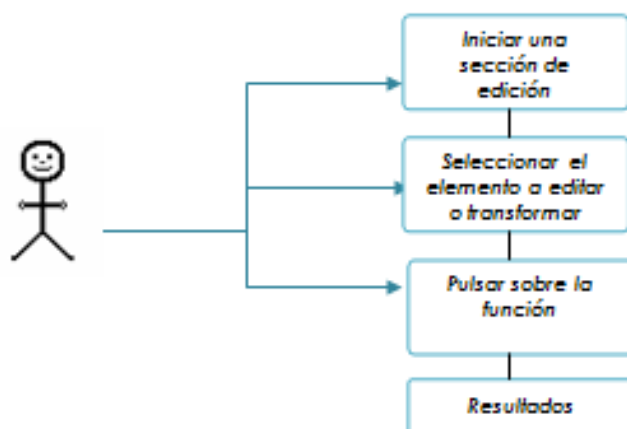 Iniciar una
sección de
edición
Seleccionar el
elemento a editar
o transformar
Pulsar sobre la
función
Resultados